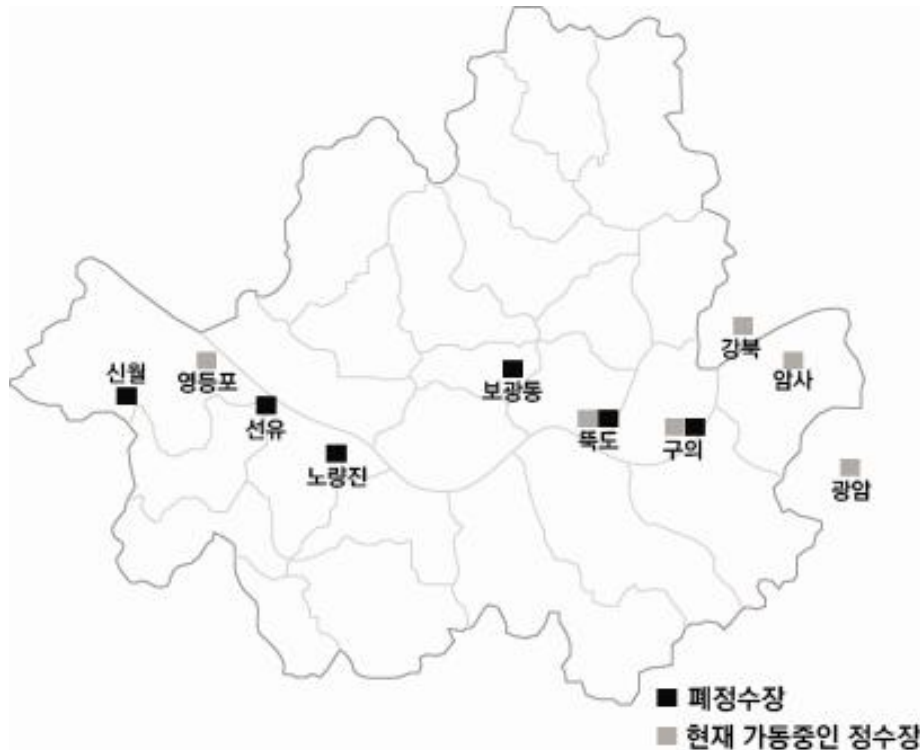 강북
신월
영등포
보광동
암사
선유
뚝도
구의
노량진
광암
폐정수장
현재 가동중인 정수장